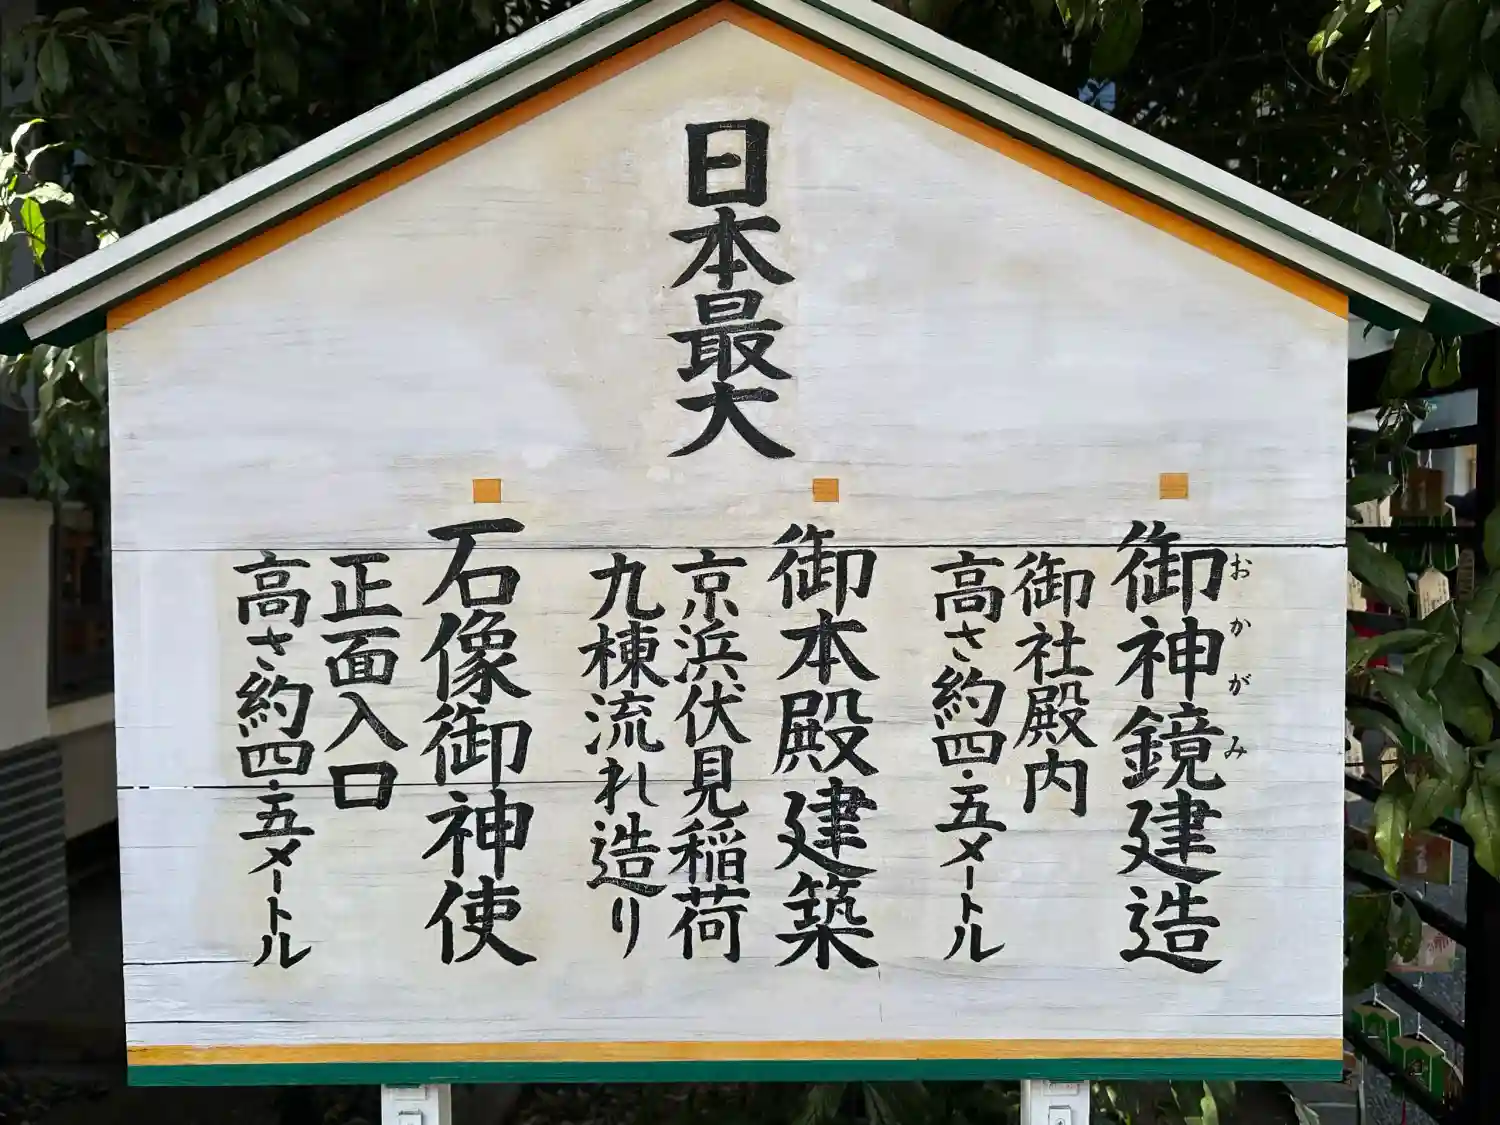 日本最大
御神鏡建造
おかがみ
御社殿内
高さ約四・五メートル
御本殿建築
京浜伏見稲荷
九棟流れ造り
石像御神使
正面入口
高さ約四・五メートル